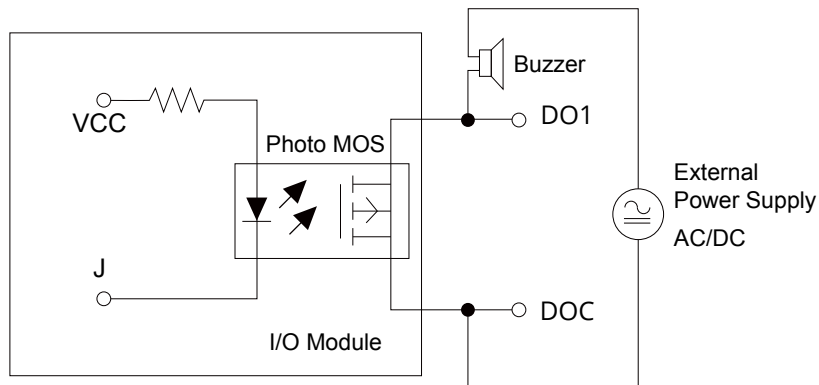 Buzzer
VCC
DO1
Photo MOS
External
Power Supply
AC/DC
J
DOC
I/O Module